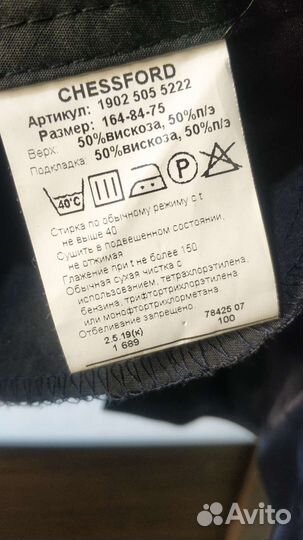 CHESSFORD
Артикул: 1902 505 5222
Размер: 164-84-75
Верх: 50%вискоза, 50%п/э
Подкладка: 50%вискоза, 50%п/э
40°C P
Стирка по обычному режиму с t
не выше 40
Сушить в подвешенном состоянии,
не отжимая
Глажение при t не более 150
Обычная сухая чистка с
использованием, тетрахлорэтилена,
бензина, трифтортрихлорэтилена
или монофтортрихлорметана
Отбеливание запрещено
2.5.19(к) 78425 07
1 689 100
Avito